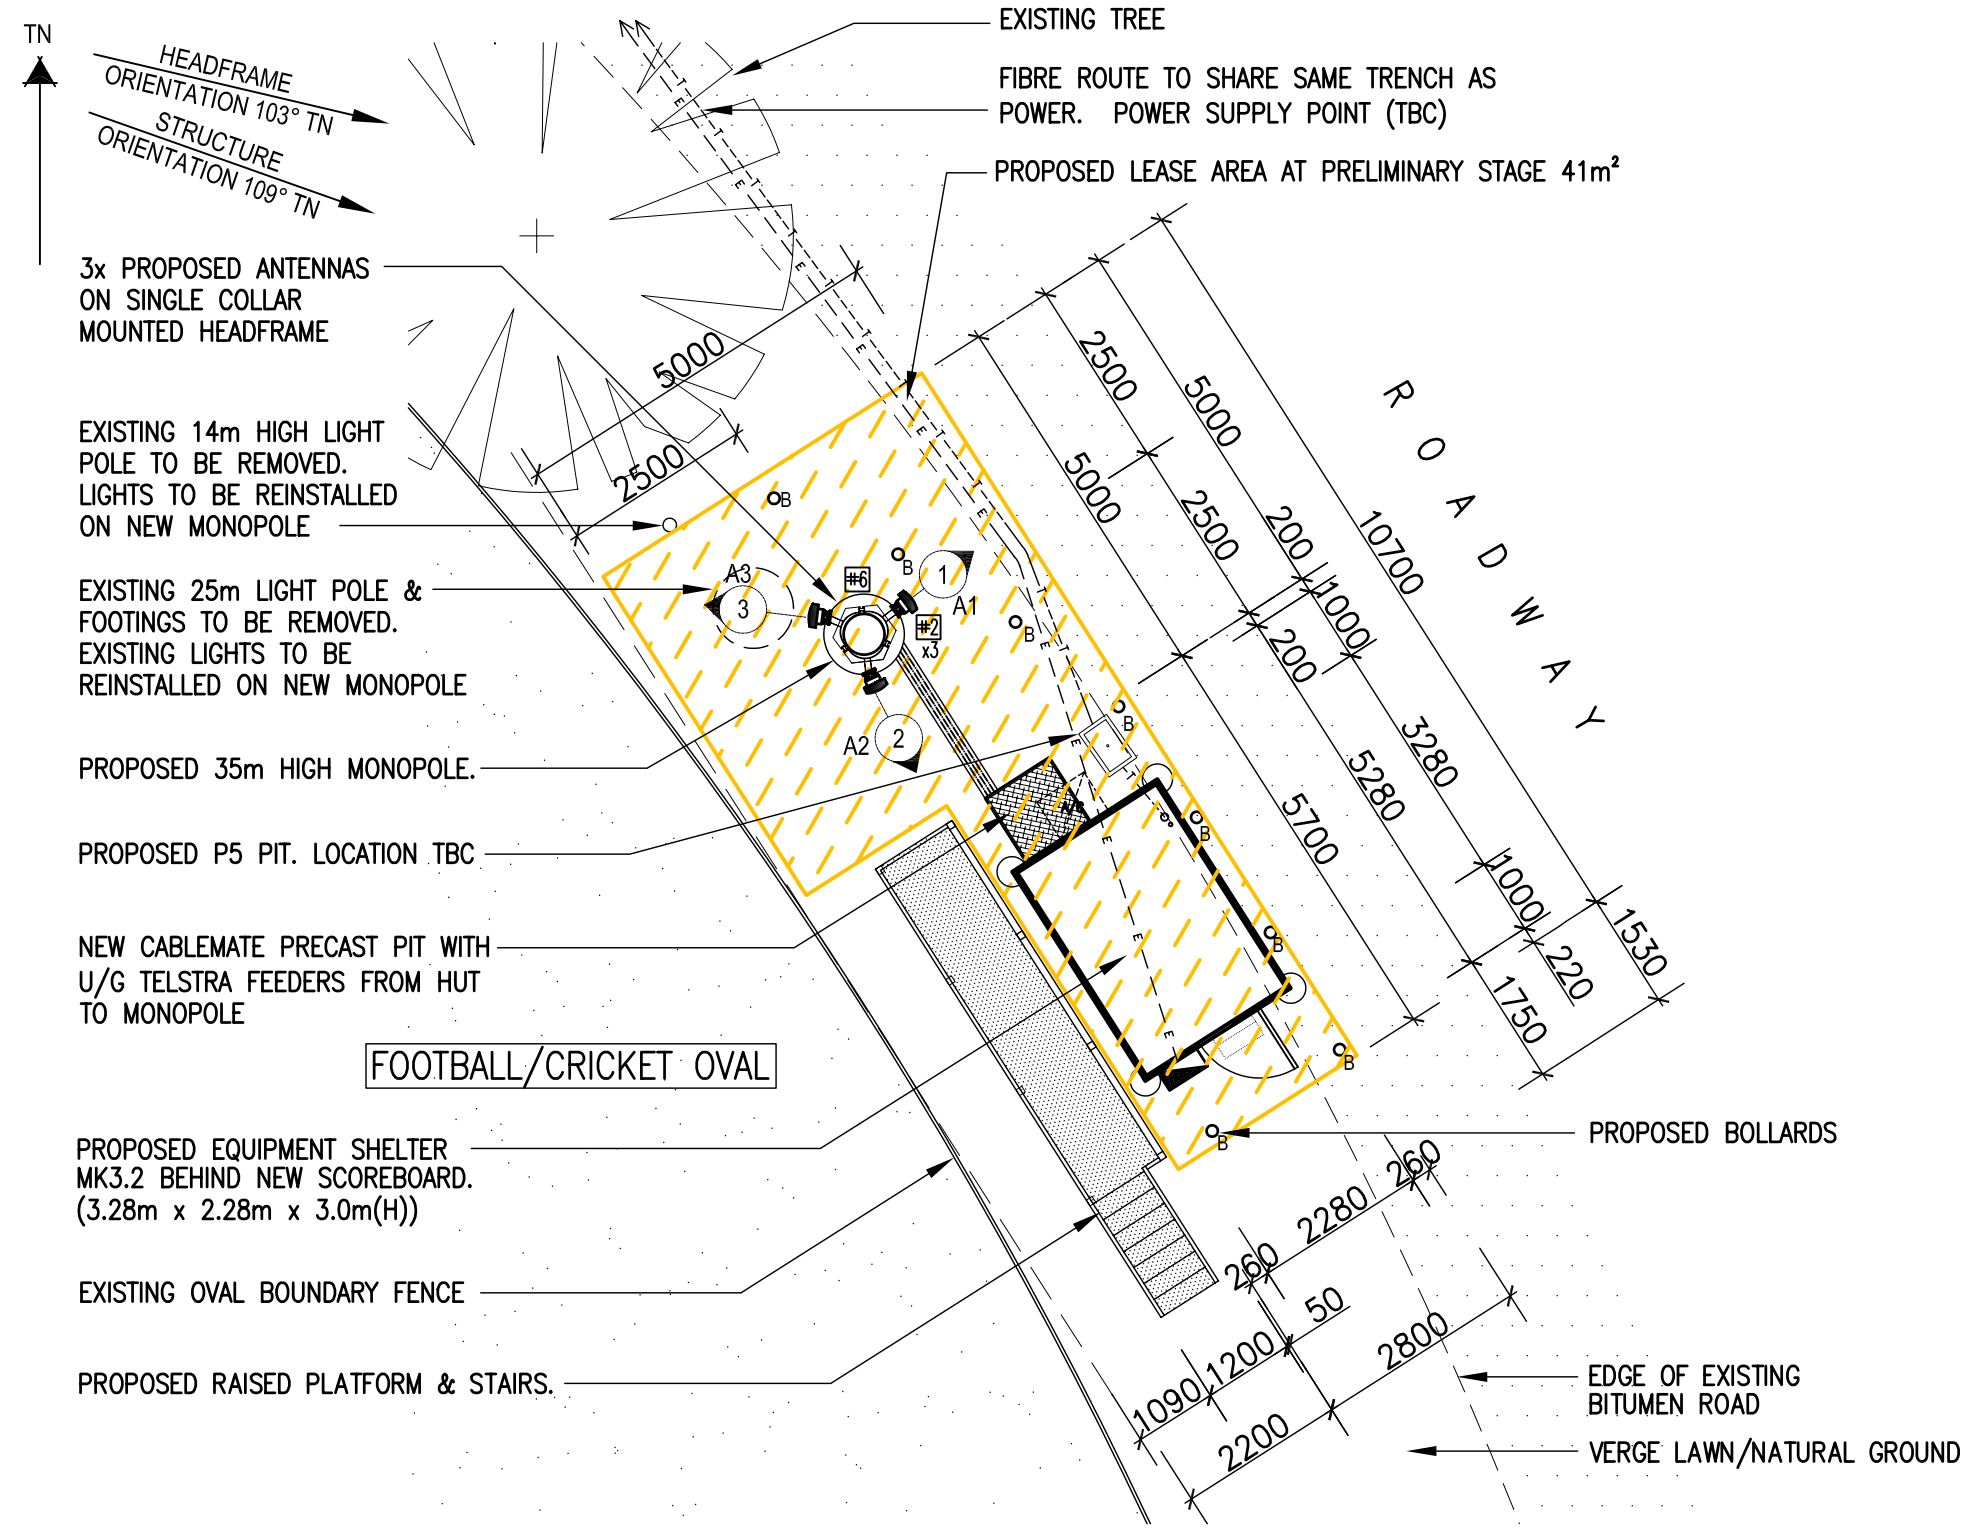 TN
HEADFRAME
ORIENTATION 103° TN
STRUCTURE
ORIENTATION 109° TN
EXISTING TREE
FIBRE ROUTE TO SHARE SAME TRENCH AS
POWER. POWER SUPPLY POINT (TBC)
PROPOSED LEASE AREA AT PRELIMINARY STAGE 41m²
3x PROPOSED ANTENNAS
ON SINGLE COLLAR
MOUNTED HEADFRAME
EXISTING 14m HIGH LIGHT
POLE TO BE REMOVED.
LIGHTS TO BE REINSTALLED
ON NEW MONOPOLE
EXISTING 25m LIGHT POLE &
FOOTINGS TO BE REMOVED.
EXISTING LIGHTS TO BE
REINSTALLED ON NEW MONOPOLE
PROPOSED 35m HIGH MONOPOLE.
PROPOSED P5 PIT. LOCATION TBC
NEW CABLEMATE PRECAST PIT WITH
U/G TELSTRA FEEDERS FROM HUT
TO MONOPOLE
FOOTBALL/CRICKET OVAL
PROPOSED EQUIPMENT SHELTER
MK3.2 BEHIND NEW SCOREBOARD.
(3.28m x 2.28m x 3.0m(H))
EXISTING OVAL BOUNDARY FENCE
PROPOSED RAISED PLATFORM & STAIRS.
5000
2500
A3
3
#6
1
A1
#2
x3
A2
2
B
B
B
B
B
B
B
B
2500
5000
5000
2500
200
10700
1000
200
3280
5280
5700
1000
1530
220
1750
ROADWAY
PROPOSED BOLLARDS
260
2280
260
50
2800
1200
1090
2200
EDGE OF EXISTING
BITUMEN ROAD
VERGE LAWN/NATURAL GROUND